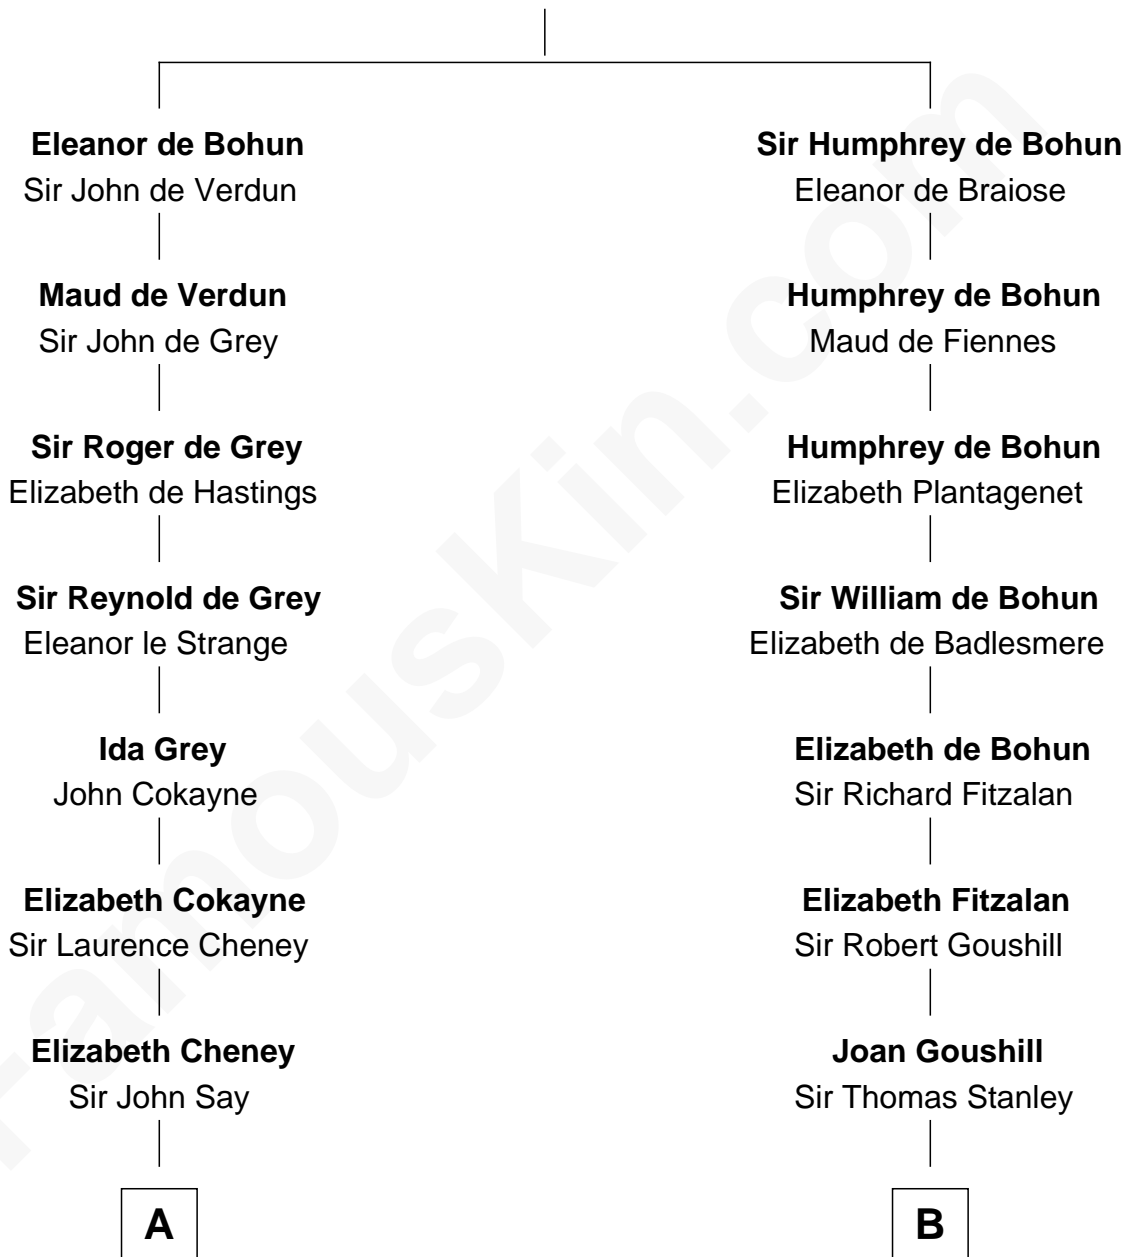 Eleanor de Bohun
Sir John de Verdun
Sir Humphrey de Bohun
Eleanor de Braiose
Maud de Verdun
Sir John de Grey
Humphrey de Bohun
Maud de Fiennes
Sir Roger de Grey
Elizabeth de Hastings
Humphrey de Bohun
Elizabeth Plantagenet
Sir Reynold de Grey
Eleanor le Strange
Sir William de Bohun
Elizabeth de Badlesmere
Ida Grey
John Cokayne
Elizabeth de Bohun
Sir Richard Fitzalan
Elizabeth Cokayne
Sir Laurence Cheney
Elizabeth Fitzalan
Sir Robert Goushill
Elizabeth Cheney
Sir John Say
Joan Goushill
Sir Thomas Stanley
A
B
FamousKin.com